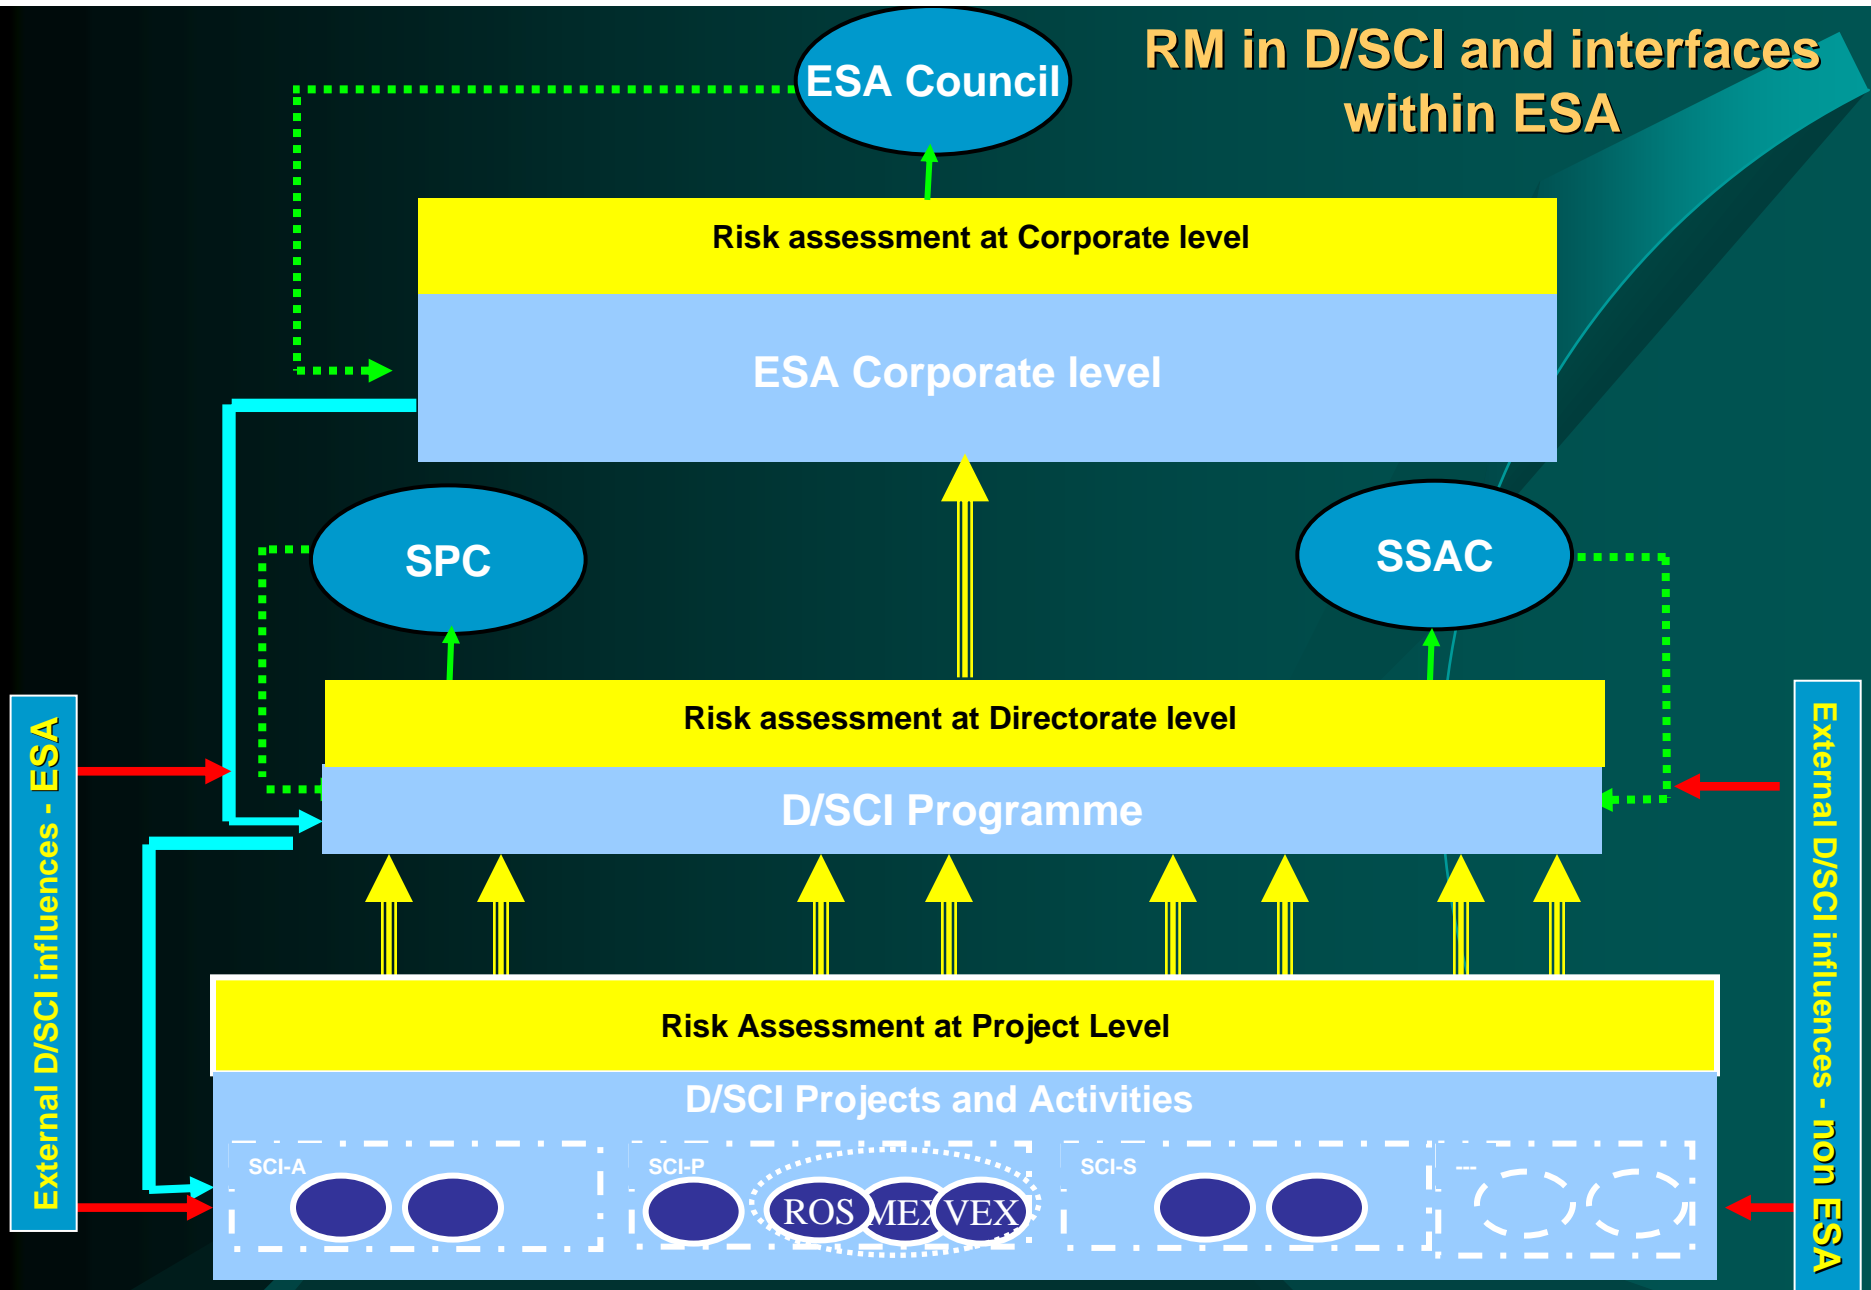 RM in D/SCI and interfaces
within ESA
ESA Council
Risk assessment at Corporate level
ESA Corporate level
SPC
SSAC
Risk assessment at Directorate level
D/SCI Programme
External D/SCI influences - ESA
External D/SCI influences - non ESA
Risk Assessment at Project Level
D/SCI Projects and Activities
SCI-A
SCI-P
SCI-S
---
ROS
MEX
VEX